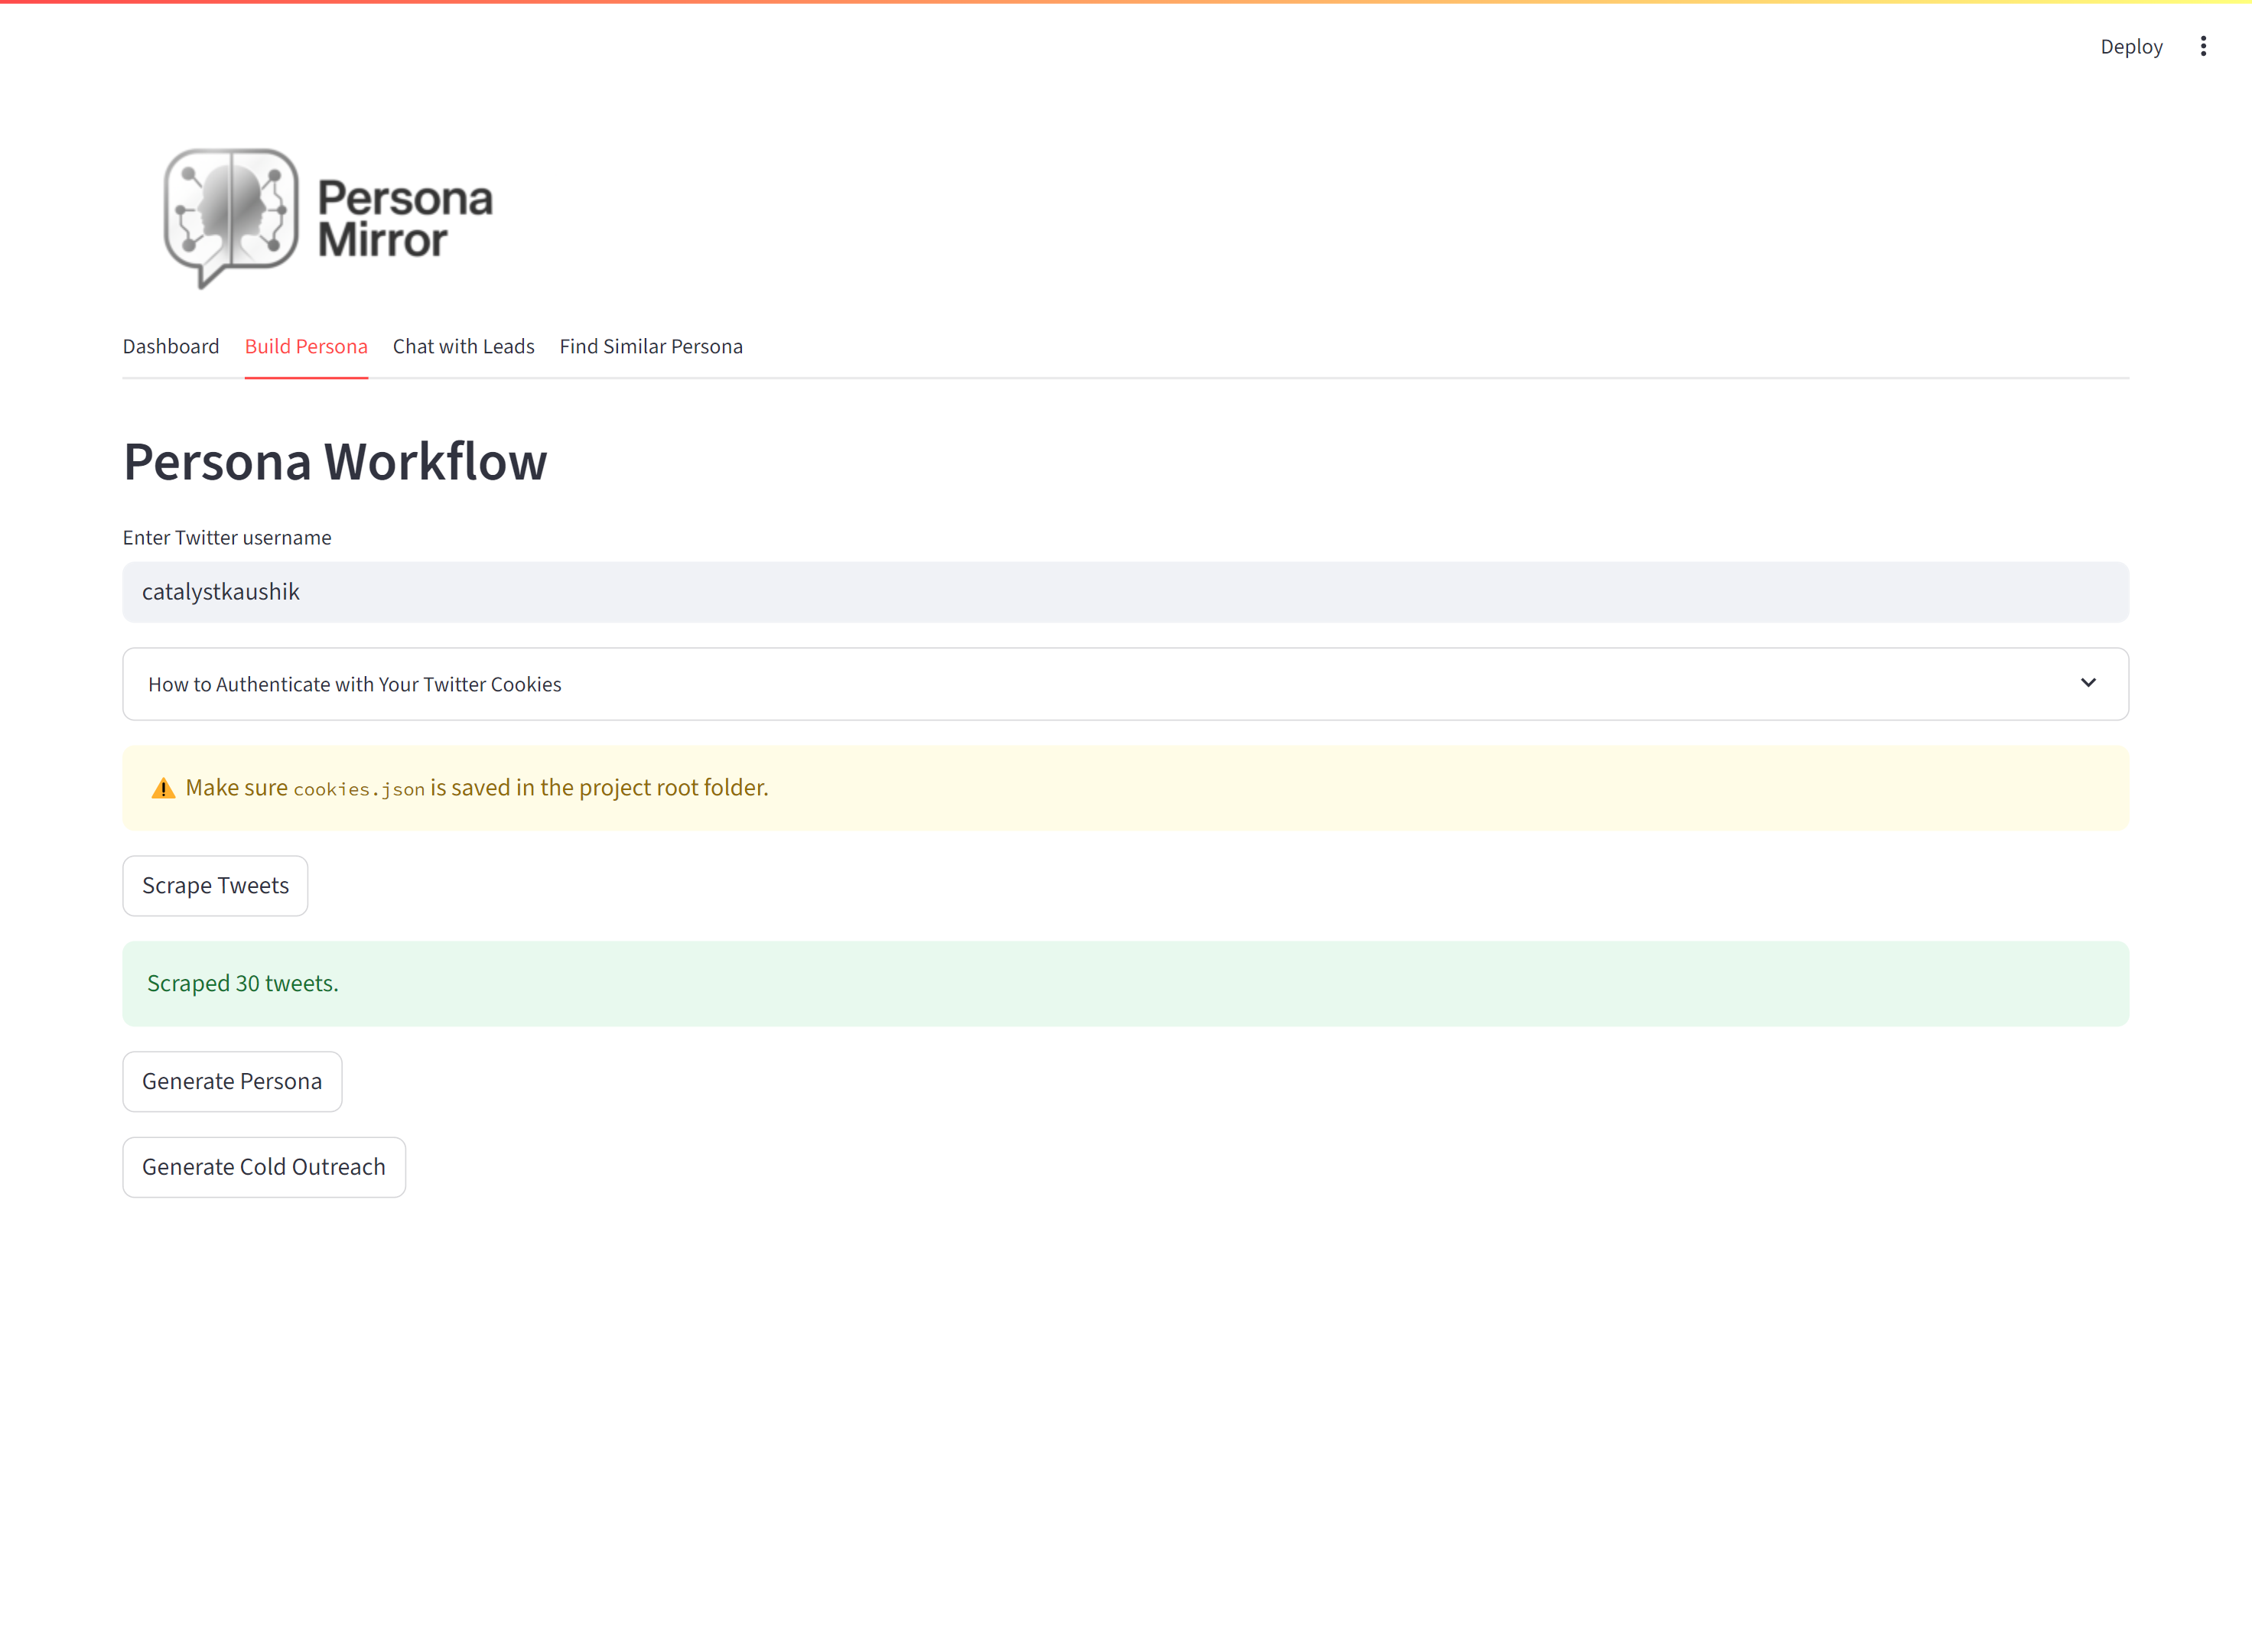 Deploy
Persona
Mirror
Dashboard Build Persona Chat with Leads Find Similar Persona
Persona Workflow
Enter Twitter username
catalystkaushik
How to Authenticate with Your Twitter Cookies
Make sure cookies.json is saved in the project root folder.
Scrape Tweets
Scraped 30 tweets.
Generate Persona
Generate Cold Outreach